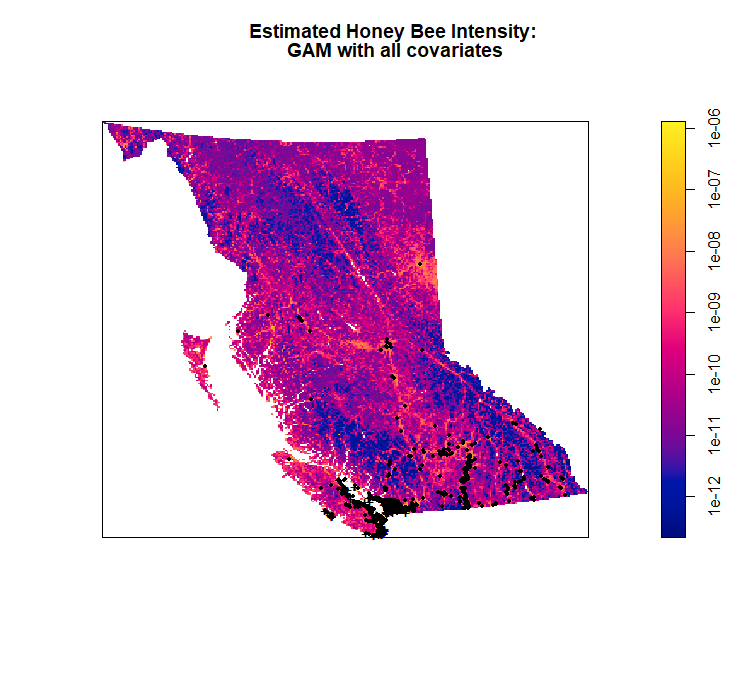 Estimated Honey Bee Intensity:
GAM with all covariates
1e-06
1e-07
1e-08
1e-09
1e-10
1e-11
1e-12